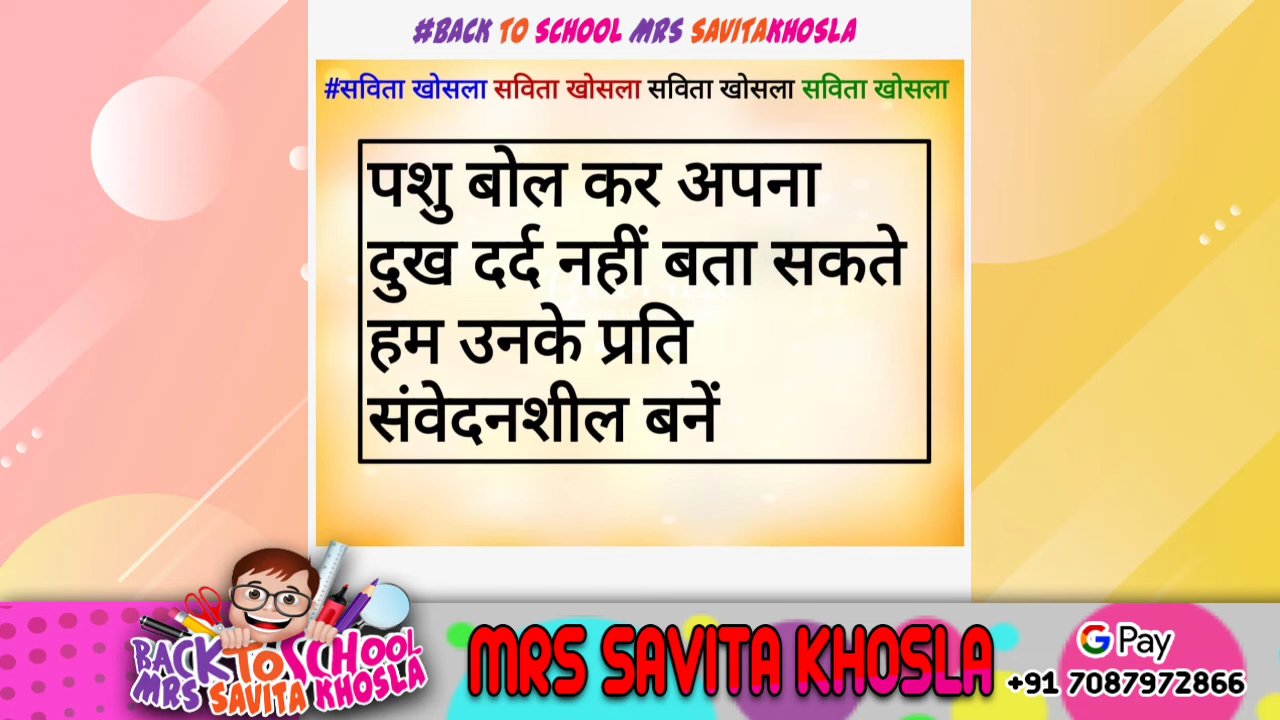 #BACK TO SCHOOL MRS SAVITAKHOSLA
#सविता खोसला सविता खोसला सविता खोसला सविता खोसला
पशु बोल कर अपना
दुख दर्द नहीं बता सकते
हम उनके प्रति
संवेदनशील बनें
BACK TO SCHOOL
MRS SAVITA KHOSLA
MRS SAVITA KHOSLA
G Pay
+91 7087972866